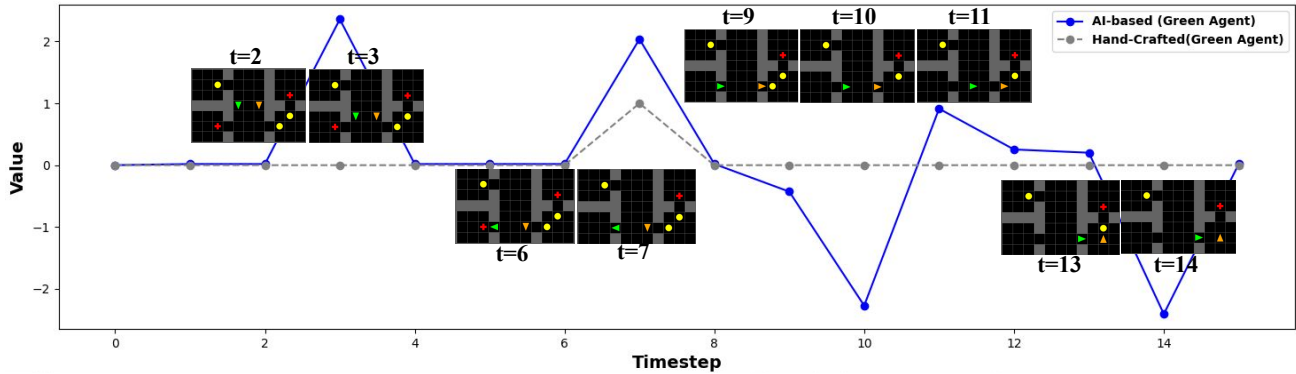 t=2
t=3
t=6
t=7
t=9
t=10
t=11
t=13
t=14
AI-based (Green Agent)
Hand-Crafted(Green Agent)
Value
2
1
0
−1
−2
0
2
4
6
8
10
12
14
Timestep